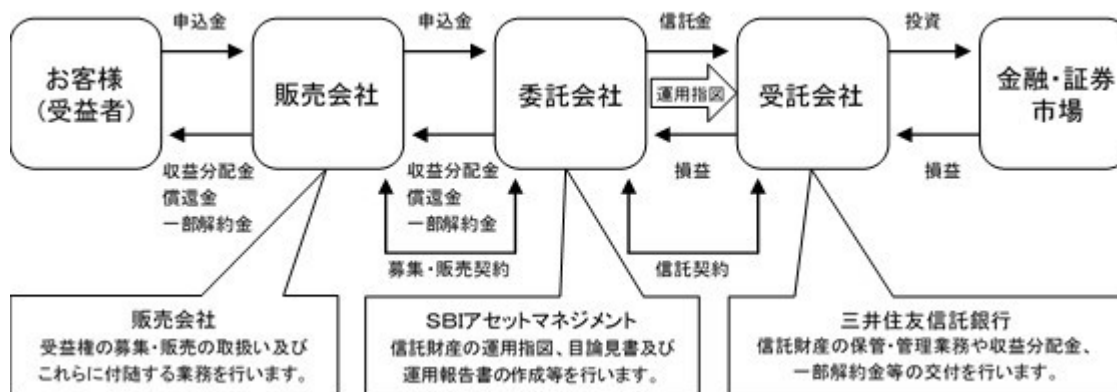 申込金
申込金
信託金
投資
お客様
(受益者)
販売会社
委託会社
運用指図
受託会社
金融・証券
市場
収益分配金
償還金
一部解約金
収益分配金
償還金
一部解約金
損益
損益
募集・販売契約
信託契約
販売会社
受益権の募集・販売の取扱い及び
これらに付随する業務を行います。
SBIアセットマネジメント
信託財産の運用指図、目論見書及び
運用報告書の作成等を行います。
三井住友信託銀行
信託財産の保管・管理業務や収益分配金、
一部解約金等の交付を行います。